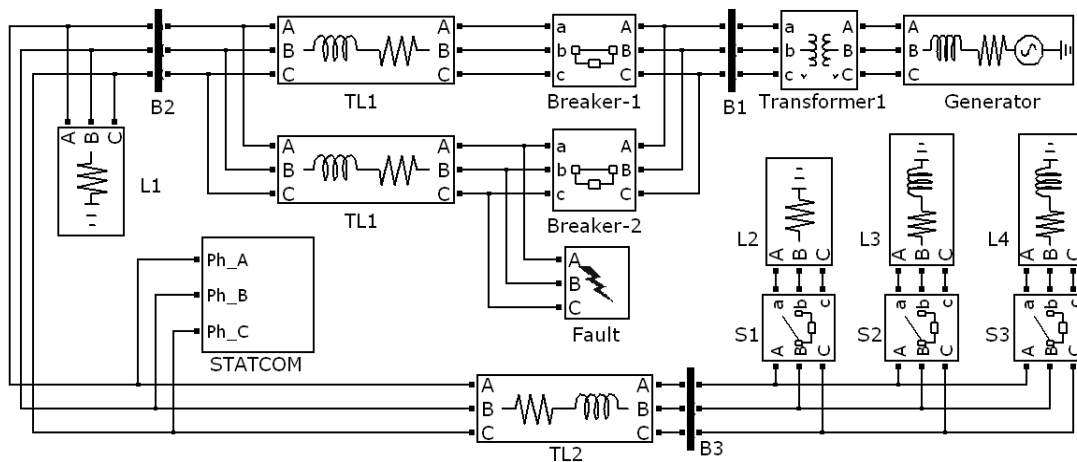 A A a A a A A
B B b B b B B
C C c C c C C
B2 TL1 Breaker-1 B1 Transformer1 Generator
A B C
L1
A A a A
B B b B
C C c C
TL1 Breaker-2
L2 L3 L4
A B C A B C A B C
Ph_A
Ph_B
Ph_C
STATCOM
A
B
C
Fault
a b c a b c a b c
S1 S2 S3
A B C A B C A B C
A A
B B
C C
TL2 B3